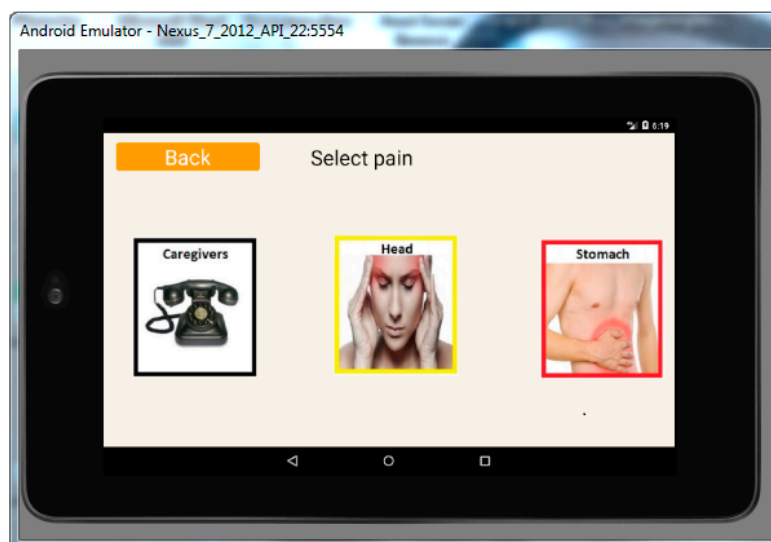 Android Emulator - Nexus_7_2012_API_22:5554
6:19
Back Select pain
Caregivers Head Stomach